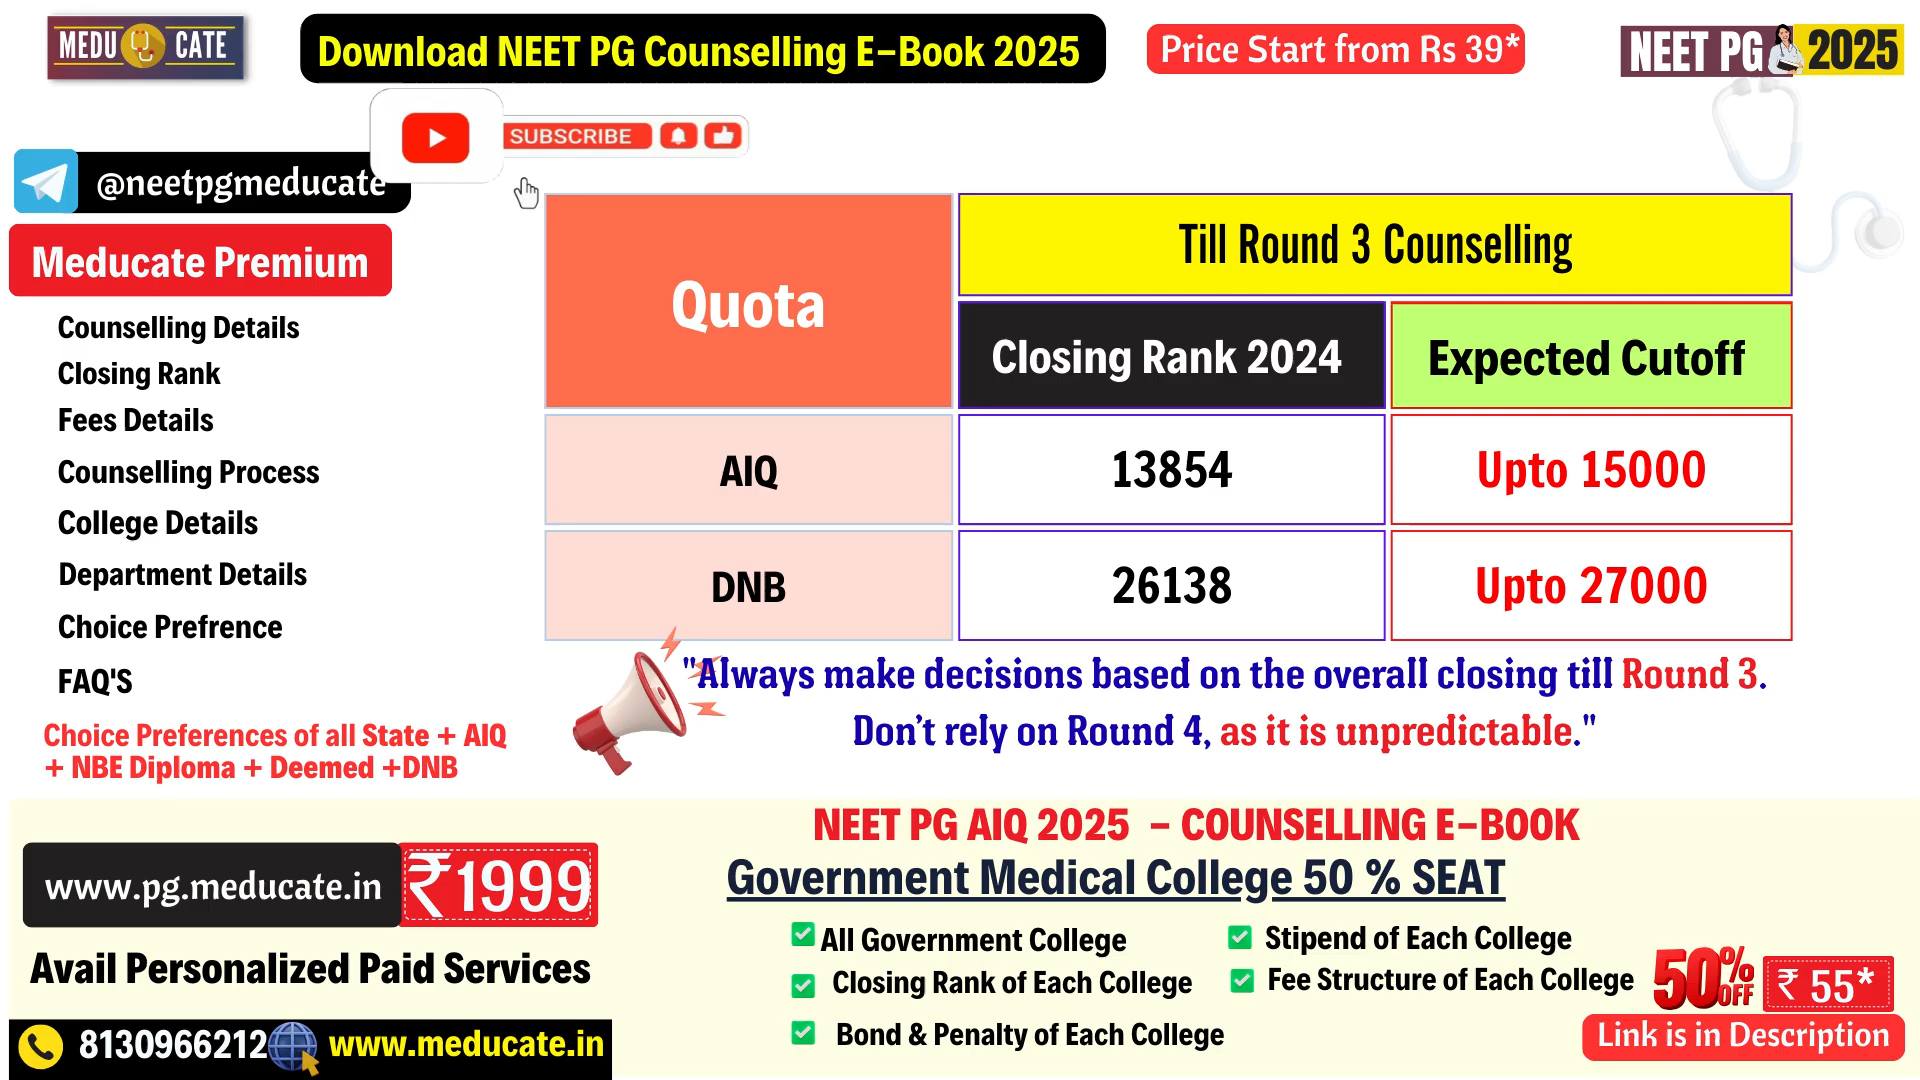 MEDU CATE
Download NEET PG Counselling E-Book 2025
Price Start from Rs 39*
NEET PG 2025
SUBSCRIBE
@neetpgmeducate
Meducate Premium
Counselling Details
Closing Rank
Fees Details
Counselling Process
College Details
Department Details
Choice Prefrence
FAQ'S
Choice Preferences of all State + AIQ
+ NBE Diploma + Deemed +DNB
Quota
Till Round 3 Counselling
Closing Rank 2024
Expected Cutoff
AIQ
13854
Upto 15000
DNB
26138
Upto 27000
"Always make decisions based on the overall closing till Round 3.
Don't rely on Round 4, as it is unpredictable."
www.pg.meducate.in
₹1999
Avail Personalized Paid Services
8130966212
www.meducate.in
NEET PG AIQ 2025 - COUNSELLING E-BOOK
Government Medical College 50 % SEAT
All Government College
Closing Rank of Each College
Bond & Penalty of Each College
Stipend of Each College
Fee Structure of Each College
50% OFF
₹ 55*
Link is in Description